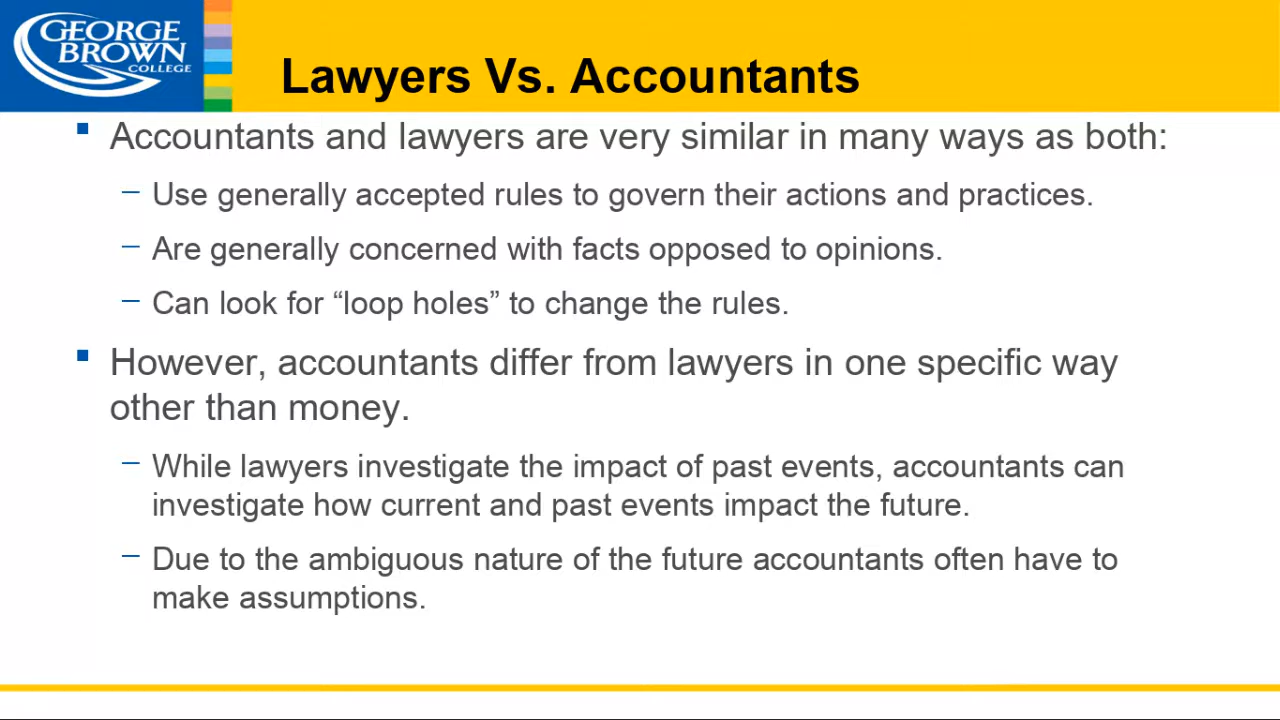 GEORGE
BROWN
COLLEGE
Lawyers Vs. Accountants
Accountants and lawyers are very similar in many ways as both:
– Use generally accepted rules to govern their actions and practices.
– Are generally concerned with facts opposed to opinions.
– Can look for “loop holes” to change the rules.
However, accountants differ from lawyers in one specific way
other than money.
– While lawyers investigate the impact of past events, accountants can
investigate how current and past events impact the future.
– Due to the ambiguous nature of the future accountants often have to
make assumptions.